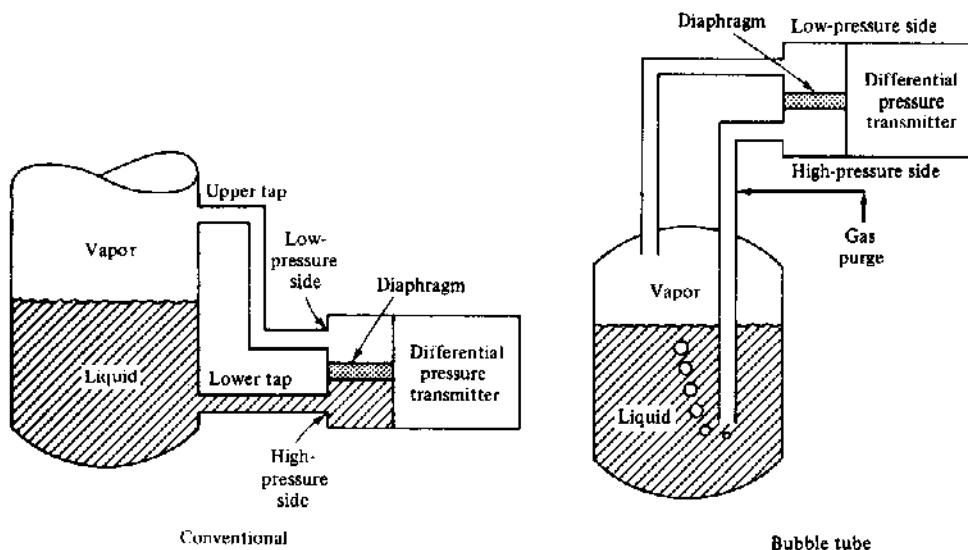 Upper tap
Vapor
Low-
pressure
side
Diaphragm
Differential
pressure
transmitter
Liquid
Lower tap
High-
pressure
side
Conventional
Diaphragm
Low-pressure side
Differential
pressure
transmitter
High-pressure side
Gas
purge
Vapor
Liquid
Bubble tube